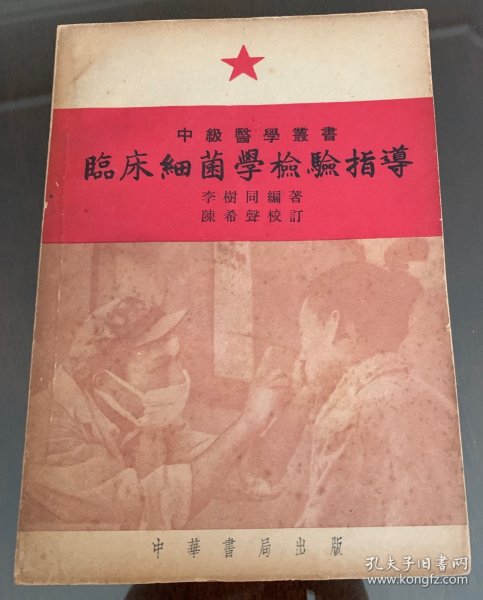 中級醫學叢書
臨床細菌學檢驗指導
李樹同編著
陳希聲校訂
中華書局出版
孔夫子旧书网
www.kongfz.com